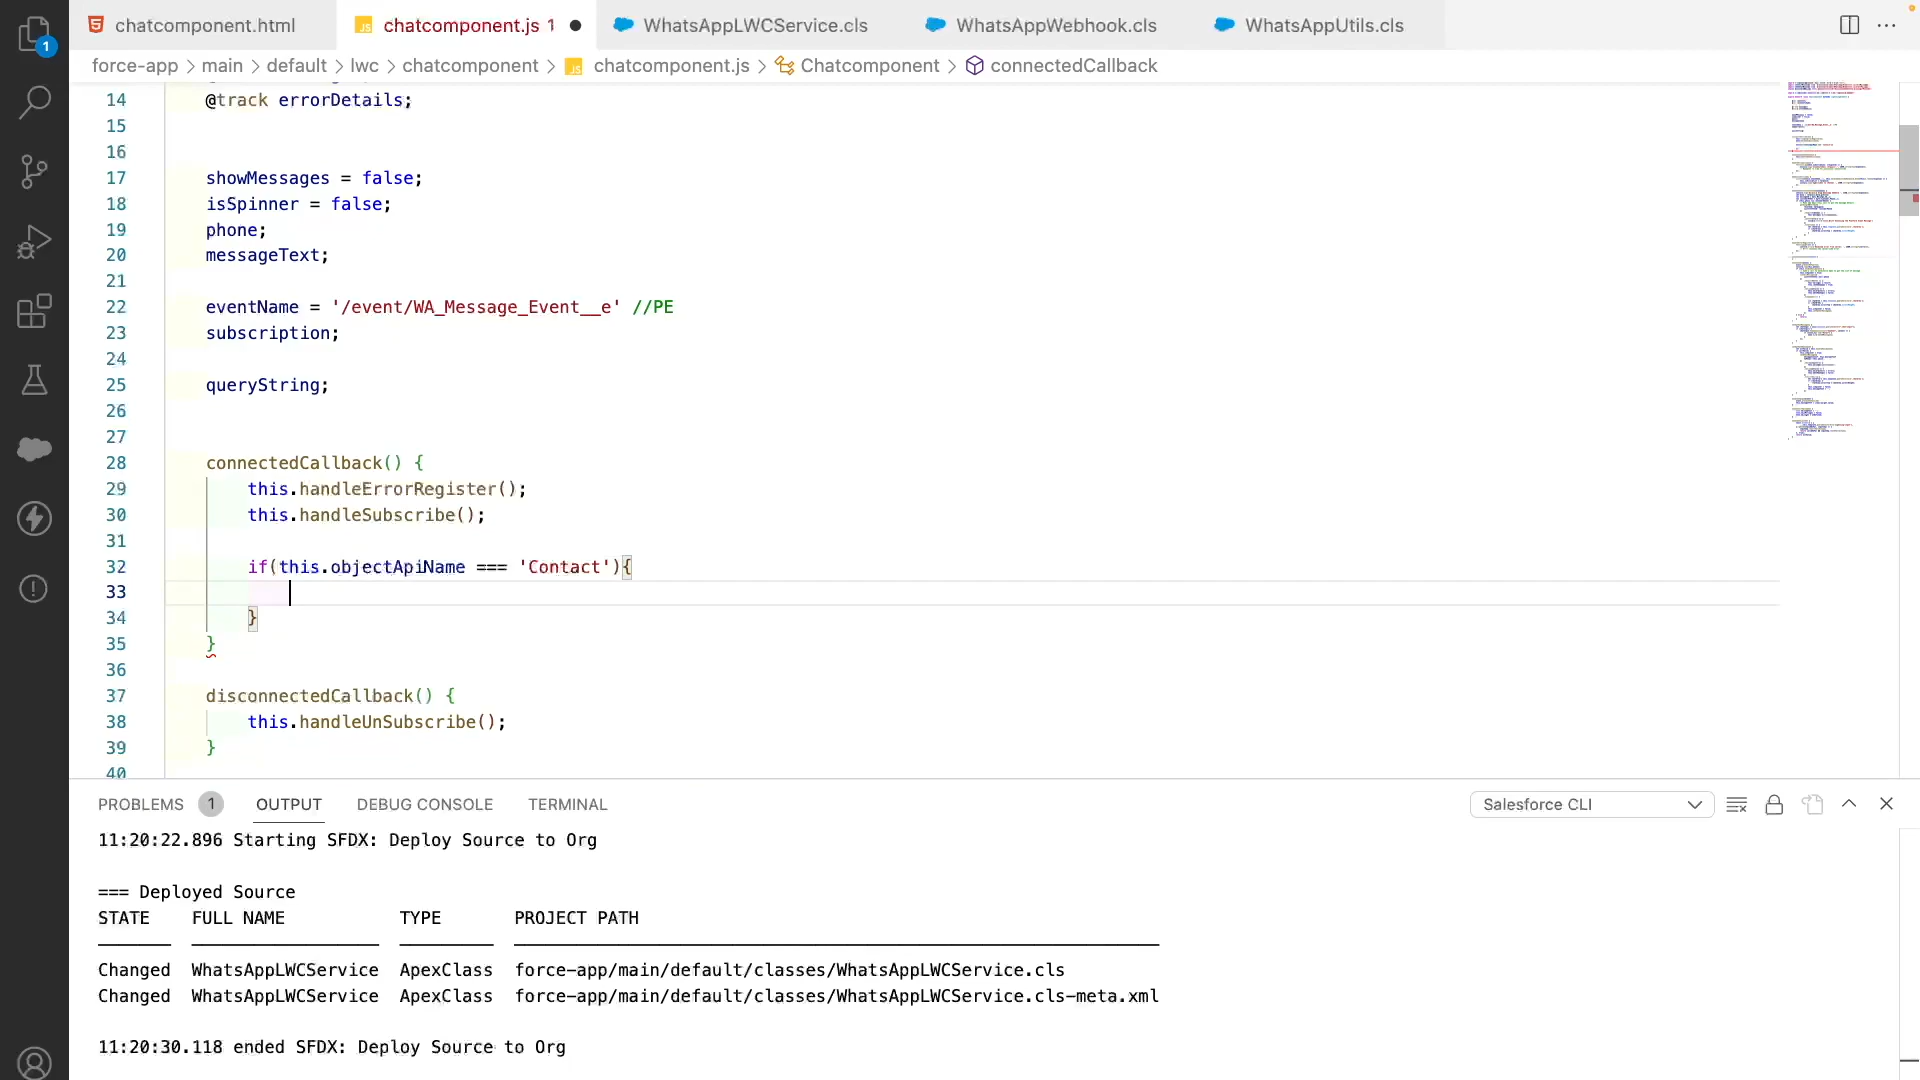 1
chatcomponent.html
JS chatcomponent.js 1
WhatsAppLWCService.cls
WhatsAppWebhook.cls
WhatsAppUtils.cls
force-app > main > default > lwc > chatcomponent > JS chatcomponent.js > Chatcomponent > connectedCallback
14 @track errorDetails;
15
16
17 showMessages = false;
18 isSpinner = false;
19 phone;
20 messageText;
21
22 eventName = '/event/WA_Message_Event__e' //PE
23 subscription;
24
25 queryString;
26
27
28 connectedCallback() {
29 this.handleErrorRegister();
30 this.handleSubscribe();
31
32 if(this.objectApiName === 'Contact'){
33
34 }
35 }
36
37 disconnectedCallback() {
38 this.handleUnSubscribe();
39 }
40
PROBLEMS 1 OUTPUT DEBUG CONSOLE TERMINAL Salesforce CLI
11:20:22.896 Starting SFDX: Deploy Source to Org
=== Deployed Source
STATE FULL NAME TYPE PROJECT PATH
Changed WhatsAppLWCService ApexClass force-app/main/default/classes/WhatsAppLWCService.cls
Changed WhatsAppLWCService ApexClass force-app/main/default/classes/WhatsAppLWCService.cls-meta.xml
11:20:30.118 ended SFDX: Deploy Source to Org